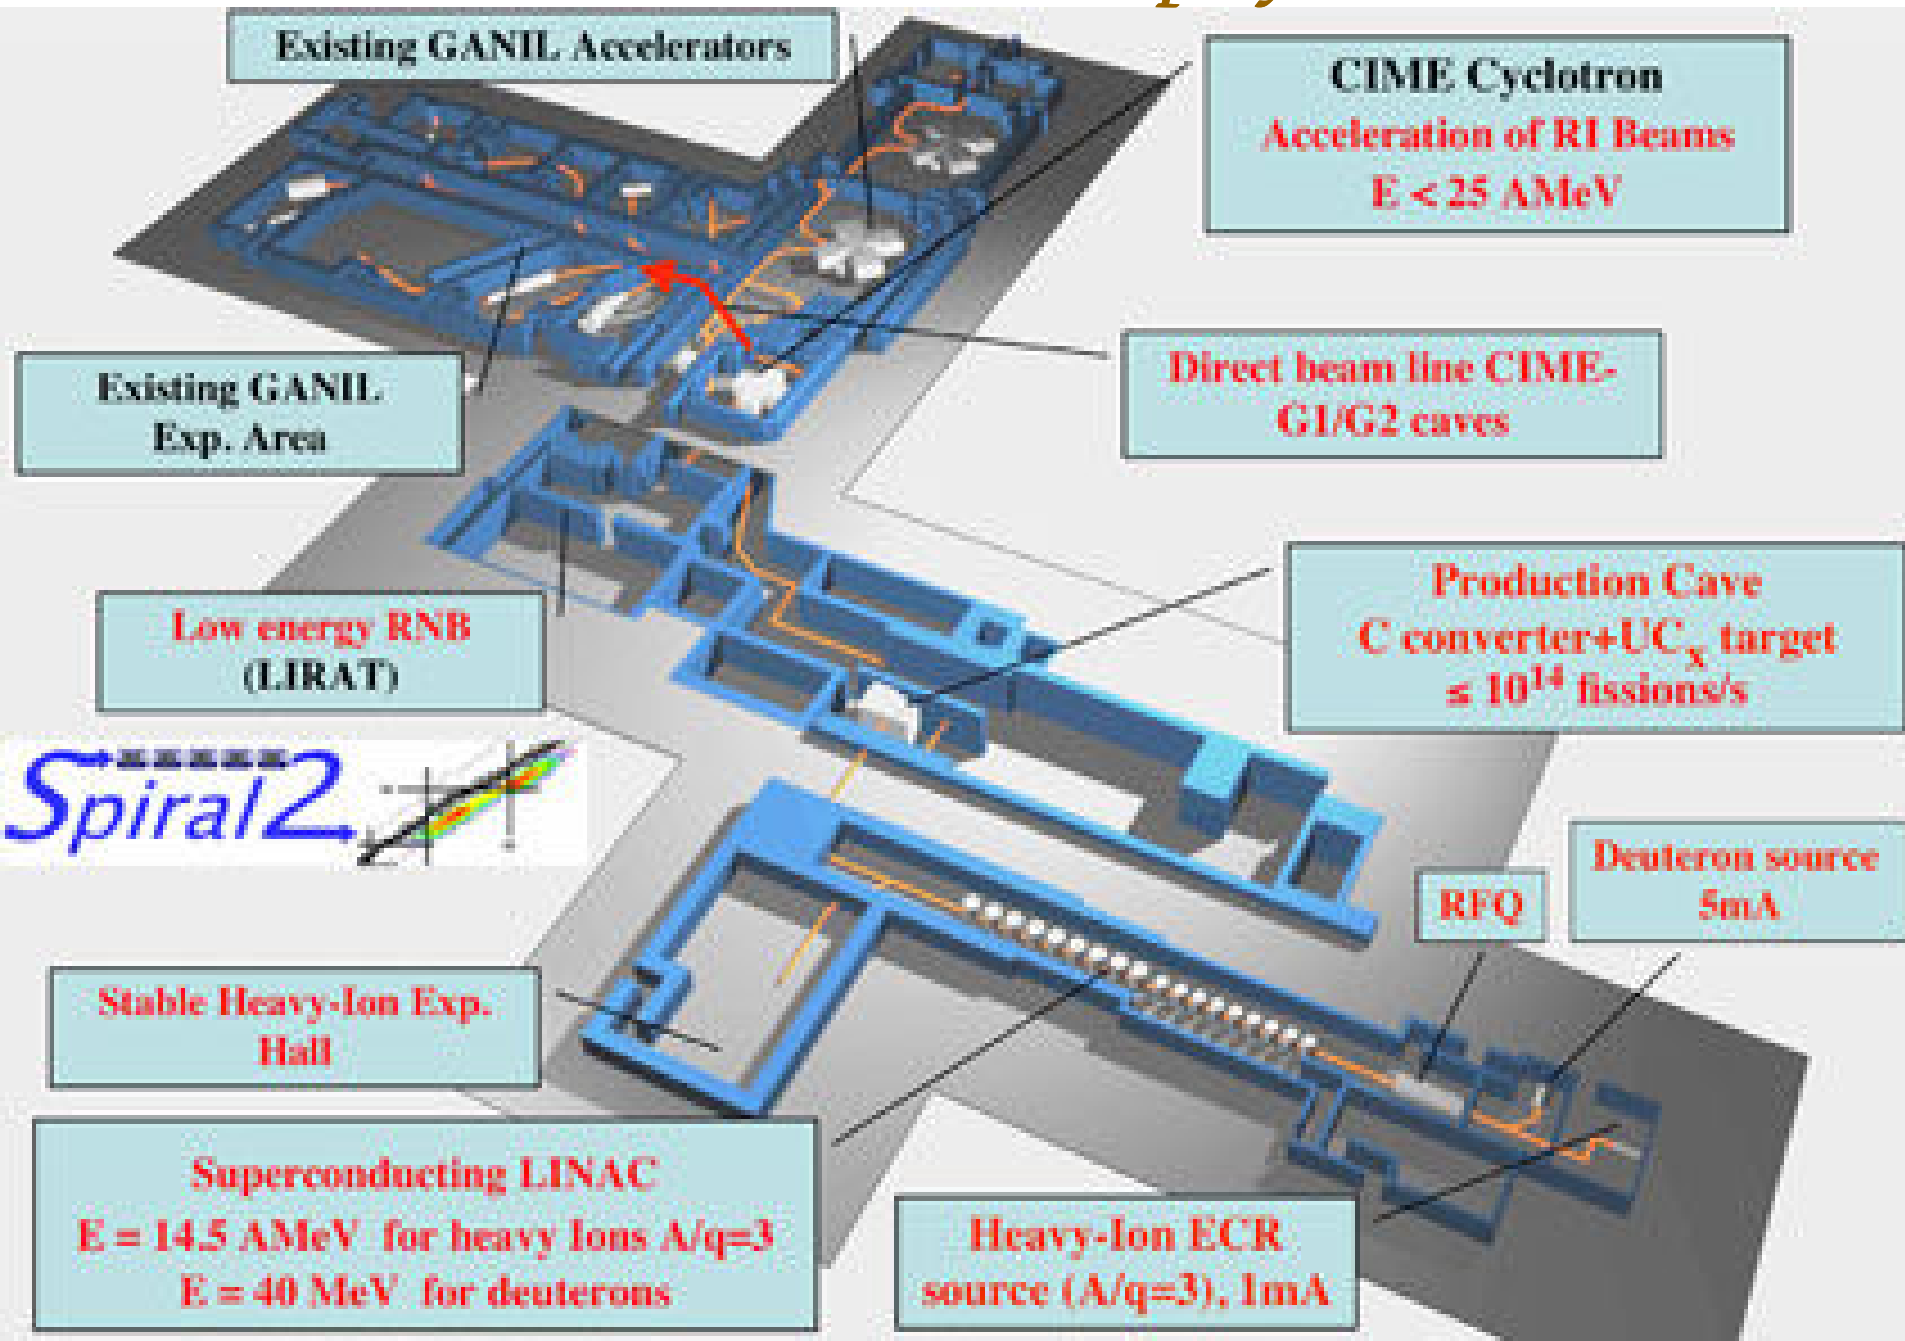 Existing GANIL Accelerators
CIME Cyclotron
Acceleration of RI Beams
E < 25 AMeV
Existing GANIL
Exp. Area
Direct beam line CIME-
G1/G2 caves
Low energy RNB
(LIRAT)
Production Cave
C converter+UCx target
≤ 10¹⁴ fissions/s
Spiral2
RFQ
Deuteron source
5mA
Stable Heavy-Ion Exp.
Hall
Superconducting LINAC
E = 14.5 AMeV for heavy Ions A/q=3
E = 40 MeV for deuterons
Heavy-Ion ECR
source (A/q=3), 1mA